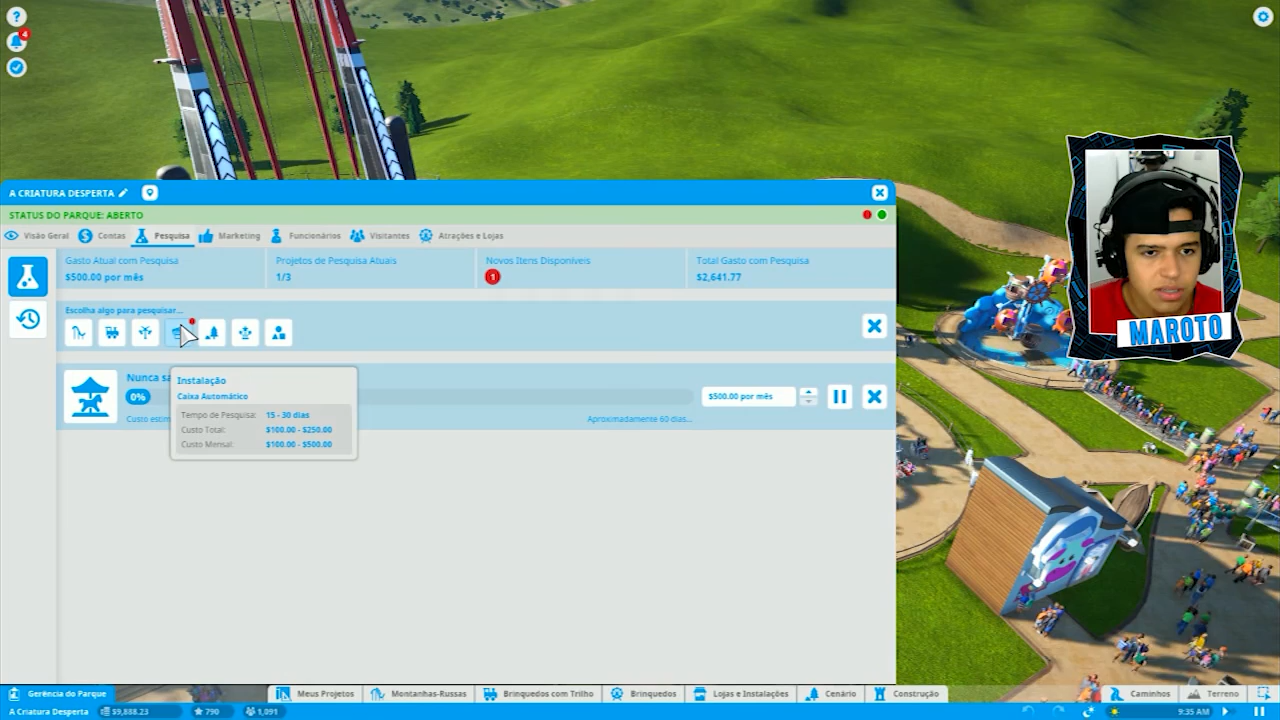 4
A CRIATURA DESPERTA
STATUS DO PARQUE: ABERTO
Visão Geral
Contas
Pesquisa
Marketing
Funcionários
Visitantes
Atrações e Lojas
Gasto Atual com Pesquisa
Projetos de Pesquisa Atuais
Novos Itens Disponíveis
Total Gasto com Pesquisa
$500.00 por mês
1/3
1
$2,641.77
Escolha algo para pesquisar...
MAROTO
Nunca
0%
$500.00 por mês
Custo
Aproximadamente 60 dias...
Instalação
Caixa Automático
Tempo de Pesquisa: 15 - 30 dias
Custo Total: $100.00 - $250.00
Custo Mensal: $100.00 - $500.00
Gerência do Parque
Meus Projetos
Montanhas-Russas
Brinquedos com Trilho
Brinquedos
Lojas e Instalações
Cenário
Construção
Caminhos
Terreno
A Criatura Desperta
$9,888.23
790
1,091
9:35 AM